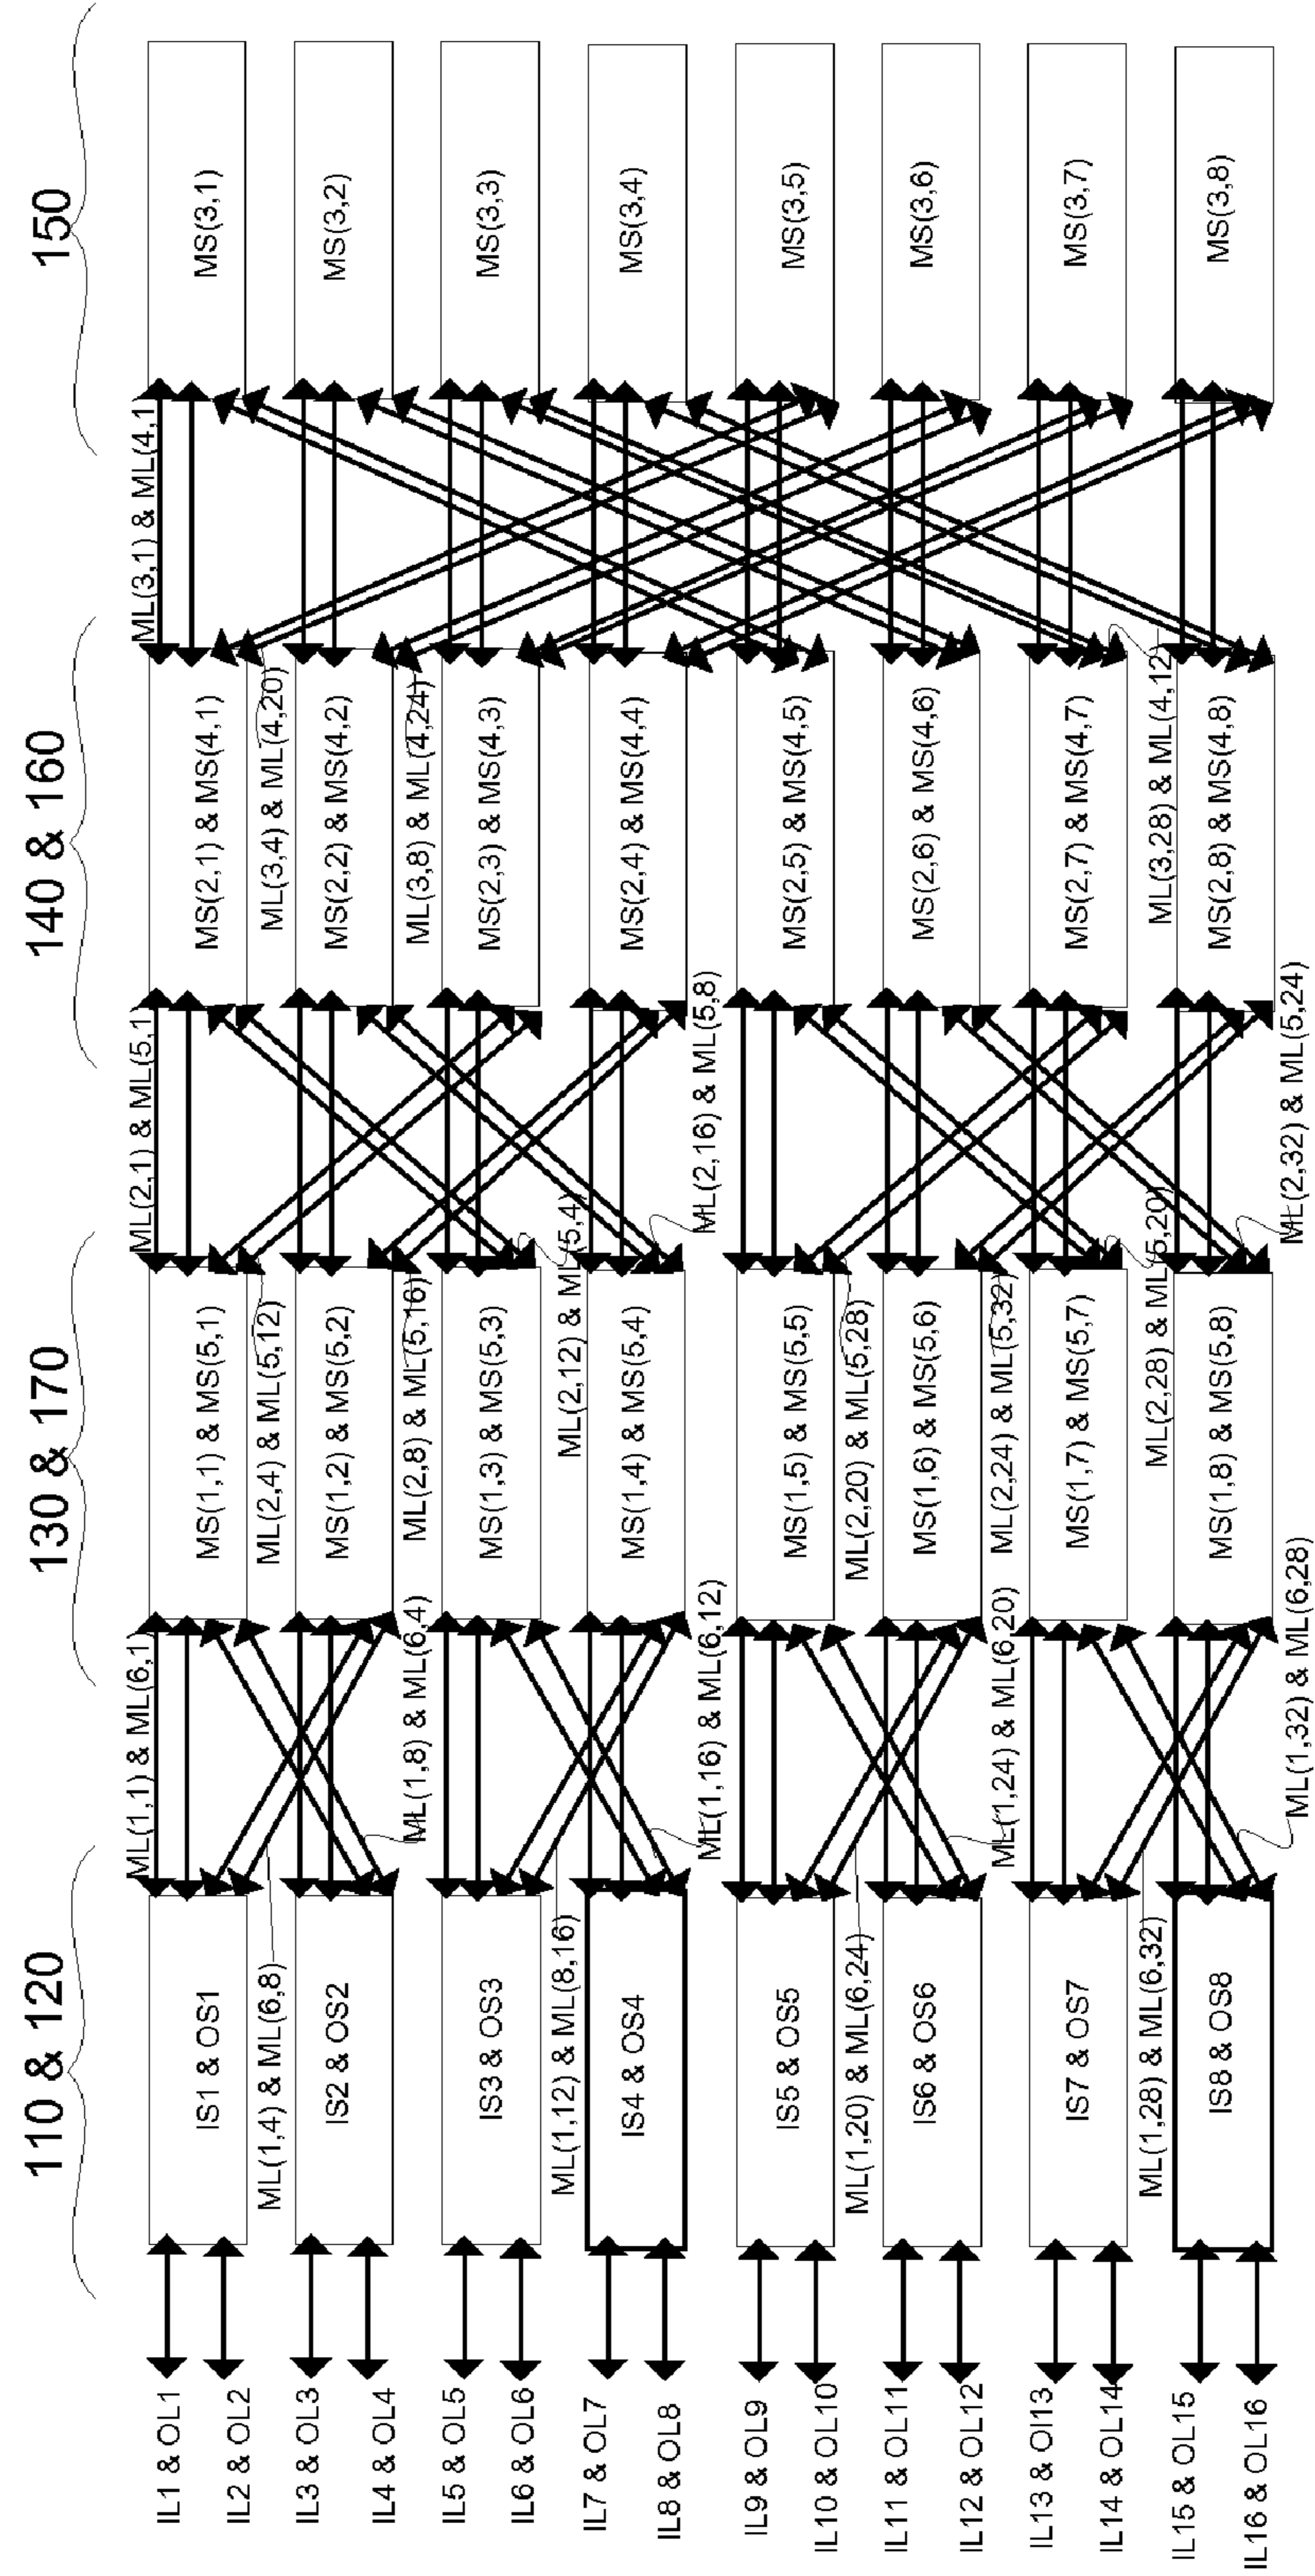 110 & 120
130 & 170
140 & 160
150
IL1 & OL1
IL2 & OL2
IL3 & OL3
IL4 & OL4
IL5 & OL5
IL6 & OL6
IL7 & OL7
IL8 & OL8
IL9 & OL9
IL10 & OL10
IL11 & OL11
IL12 & OL12
IL13 & Ol13
IL14 & OL14
IL15 & OL15
IL16 & OL16
IS1 & OS1
ML(1,4) & ML(6,8)
IS2 & OS2
IS3 & OS3
ML(1,12) & ML(8,16)
IS4 & OS4
IS5 & OS5
ML(1,20) & ML(6,24)
IS6 & OS6
IS7 & OS7
ML(1,28) & ML(6,32)
IS8 & OS8
ML(1,1) & ML(6,1)
ML(1,8) & ML(6,4)
ML(1,16) & ML(6,12)
ML(1,24) & ML(6,20)
ML(1,32) & ML(6,28)
MS(1,1) & MS(5,1)
ML(2,4) & ML(5,12)
MS(1,2) & MS(5,2)
ML(2,8) & ML(5,16)
MS(1,3) & MS(5,3)
ML(2,12) & ML(5,4)
MS(1,4) & MS(5,4)
MS(1,5) & MS(5,5)
ML(2,20) & ML(5,28)
MS(1,6) & MS(5,6)
ML(2,24) & ML(5,32)
MS(1,7) & MS(5,7)
ML(2,28) & ML(5,20)
MS(1,8) & MS(5,8)
ML(2,1) & ML(5,1)
ML(2,16) & ML(5,8)
ML(2,32) & ML(5,24)
MS(2,1) & MS(4,1)
ML(3,4) & ML(4,20)
MS(2,2) & MS(4,2)
ML(3,8) & ML(4,24)
MS(2,3) & MS(4,3)
MS(2,4) & MS(4,4)
MS(2,5) & MS(4,5)
MS(2,6) & MS(4,6)
MS(2,7) & MS(4,7)
ML(3,28) & ML(4,12)
MS(2,8) & MS(4,8)
ML(3,1) & ML(4,1
MS(3,1)
MS(3,2)
MS(3,3)
MS(3,4)
MS(3,5)
MS(3,6)
MS(3,7)
MS(3,8)